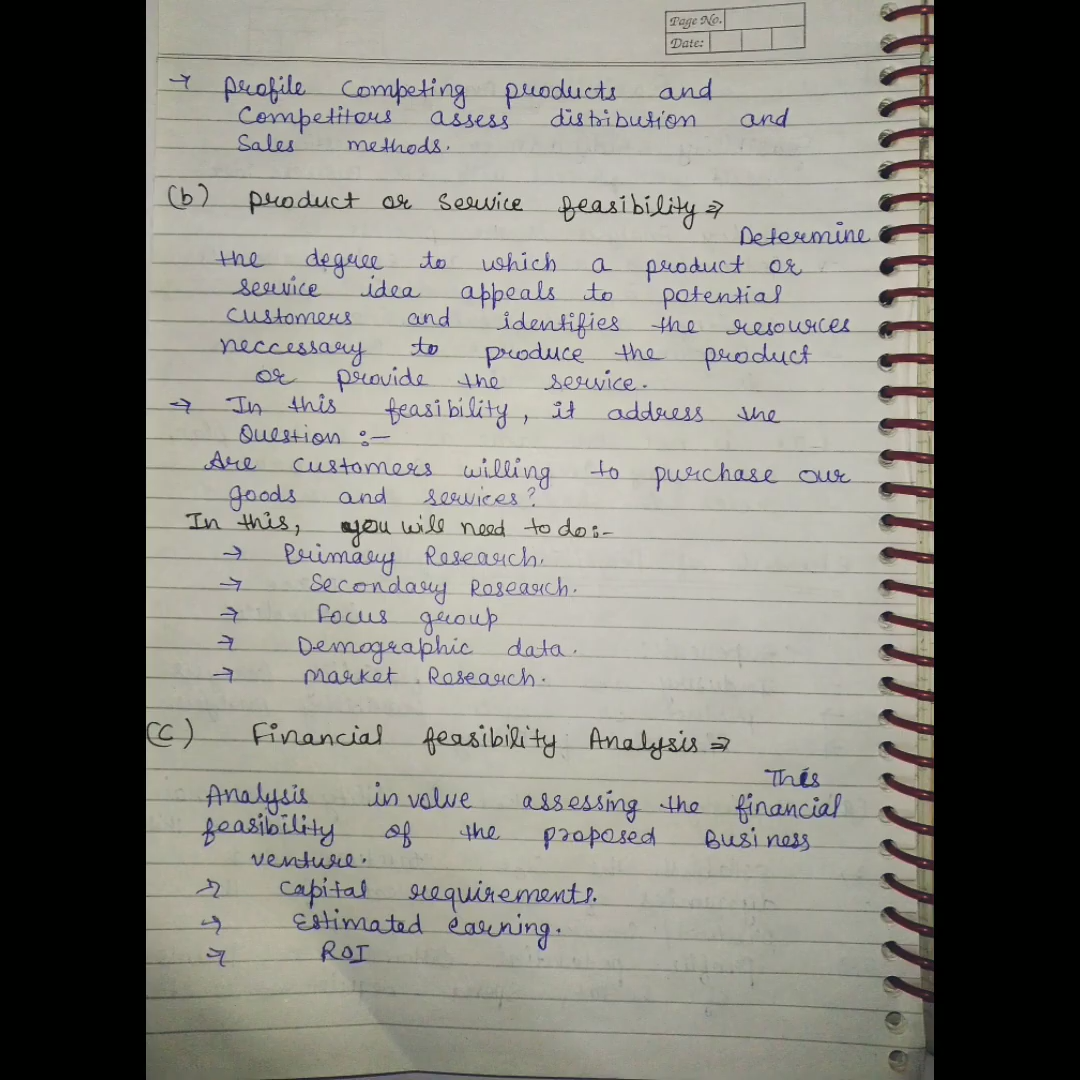 Page No.
Date:
→ Profile Competing products and
Competitors assess distribution and
Sales methods.
(b) Product or Service feasibility ⇒
Determine
the degree to which a product or
service idea appeals to potential
customers and identifies the resources
neccessary to produce the product
or provide the service.
→ In this feasibility, it address the
Question :-
Are customers willing to purchase our
goods and services?
In this, you will need to do:-
→ Primary Research.
→ Secondary Research.
→ Focus group
→ Demographic data.
→ Market Research.
(C) Financial feasibility Analysis ⇒
This
Analysis involve assessing the financial
feasibility of the proposed Business
venture.
→ Capital requirements.
→ Estimated earning.
→ ROI